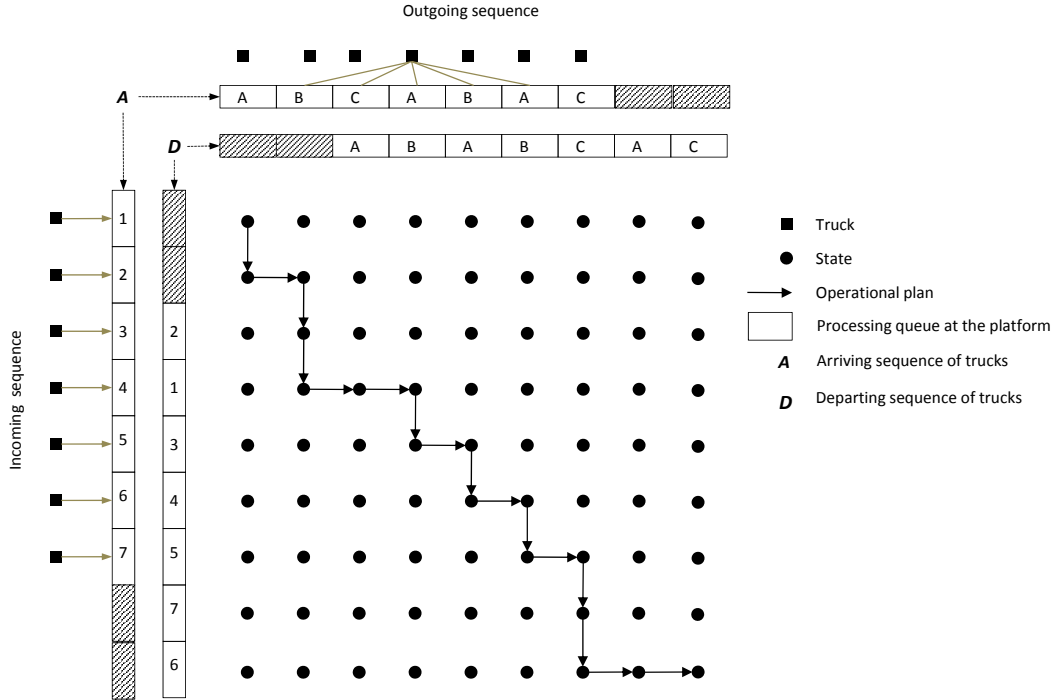 Outgoing sequence
A
A B C A B A C
D
A B A B C A C
Incoming sequence
1
2
3 2
4 1
5 3
6 4
7 5
7
6
Truck
State
Operational plan
Processing queue at the platform
A Arriving sequence of trucks
D Departing sequence of trucks